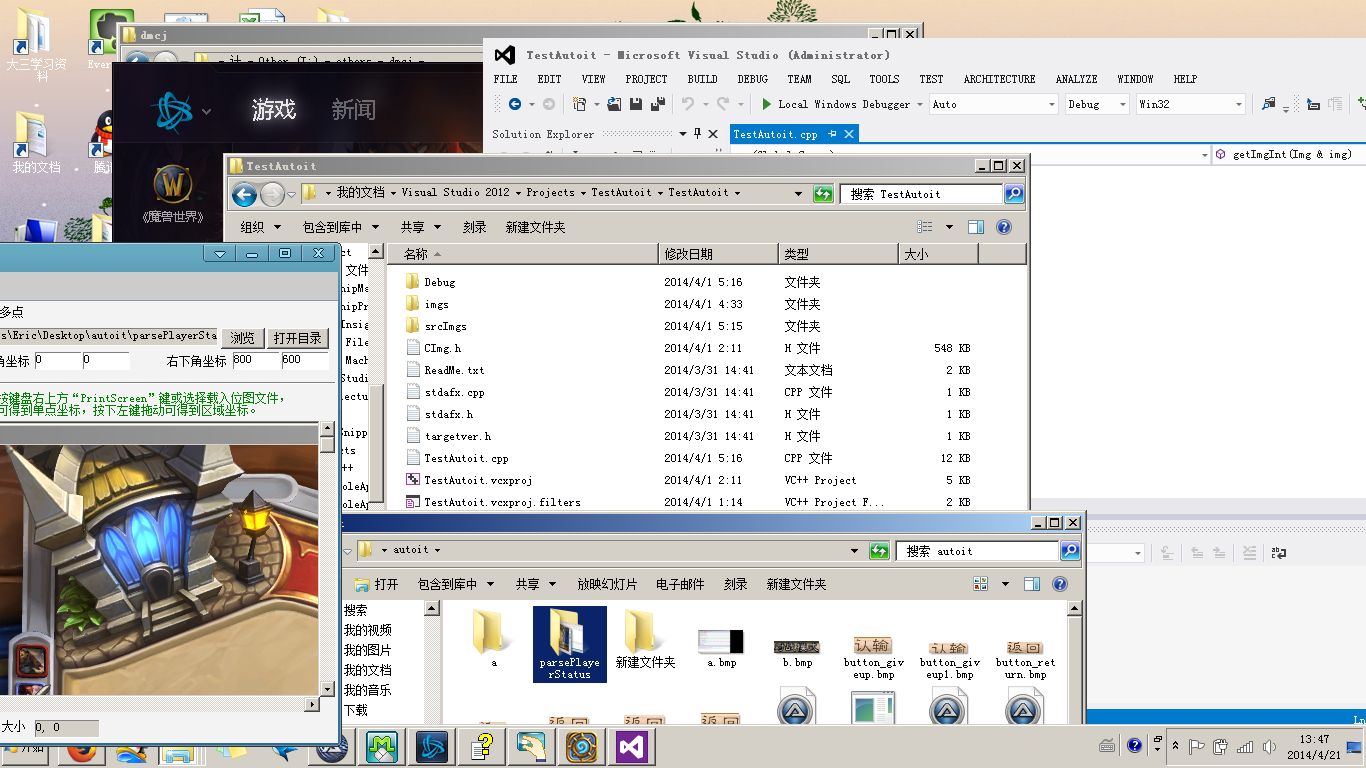 大三学习资
料
Ever
我的文档
腾讯
dmcj
计 Other (I:) others dmcj
游戏
新闻
《魔兽世界》
TestAutoit - Microsoft Visual Studio (Administrator)
FILE EDIT VIEW PROJECT BUILD DEBUG TEAM SQL TOOLS TEST ARCHITECTURE ANALYZE WINDOW HELP
Local Windows Debugger Auto Debug Win32
Solution Explorer
TestAutoit.cpp
getImgInt(Img & img)
TestAutoit
我的文档 Visual Studio 2012 Projects TestAutoit TestAutoit
搜索 TestAutoit
组织 包含到库中 共享 刻录 新建文件夹
名称 修改日期 类型 大小
Debug 2014/4/1 5:16 文件夹
imgs 2014/4/1 4:33 文件夹
srcImgs 2014/4/1 5:15 文件夹
CImg.h 2014/4/1 2:11 H 文件 548 KB
ReadMe.txt 2014/3/31 14:41 文本文档 2 KB
stdafx.cpp 2014/3/31 14:41 CPP 文件 1 KB
stdafx.h 2014/3/31 14:41 H 文件 1 KB
targetver.h 2014/3/31 14:41 H 文件 1 KB
TestAutoit.cpp 2014/4/1 5:16 CPP 文件 12 KB
TestAutoit.vcxproj 2014/4/1 2:11 VC++ Project 5 KB
TestAutoit.vcxproj.filters 2014/4/1 1:14 VC++ Project F... 2 KB
多点
s\Eric\Desktop\autoit\parsePlayerSta 浏览 打开目录
角坐标 0 0 右下角坐标 800 600
按键盘右上方“PrintScreen”键或选择载入位图文件，
可得到单点坐标，按下左键拖动可得到区域坐标。
大小 0, 0
autoit
搜索 autoit
打开 包含到库中 共享 放映幻灯片 电子邮件 刻录 新建文件夹
搜索
我的视频
我的图片
我的文档
我的音乐
下载
认输
返回
a
parsePlaye
rStatus
新建文件夹
a.bmp
b.bmp
button_giv
eup.bmp
button_giv
eup1.bmp
button_ret
urn.bmp
开始
13:47
2014/4/21
Ln